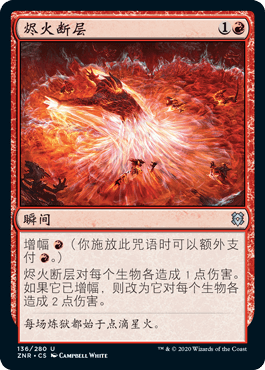 烬火断层 1
瞬间
增幅（你施放此咒语时可以额外支
付。）
烬火断层对每个生物各造成1点伤害。
如果它已增幅，则改为它对每个生物各
造成2点伤害。
每场炼狱都始于点滴星火。
136/280 U
ZNR • CS CAMPBELL WHITE
™ & © 2020 Wizards of the Coast